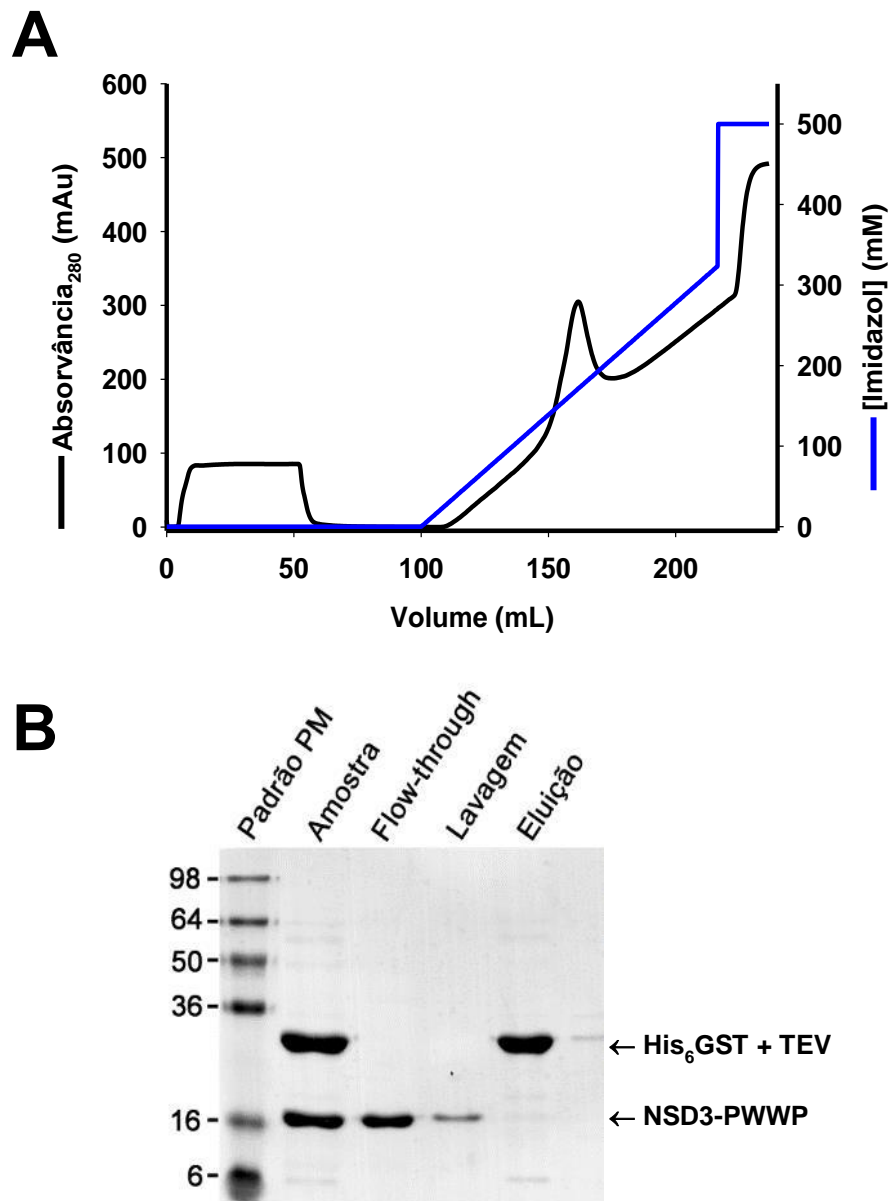 A
Absorvância280 (mAu)
600
500
400
300
200
100
0
500
400
300
200
100
0
[Imidazol] (mM)
0
50
100
150
200
Volume (mL)
B
Padrão PM
Amostra
Flow-through
Lavagem
Eluição
98
64
50
36
16
6
← His6GST + TEV
← NSD3-PWWP